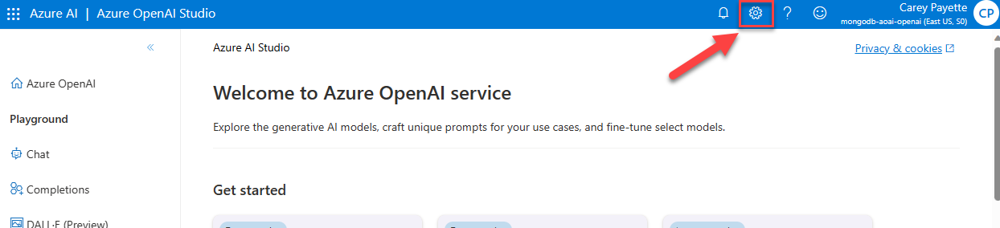 Azure AI | Azure OpenAI Studio
Carey Payette
mongodb-aoai-openai (East US, S0)
CP
Azure AI Studio
Privacy & cookies
Azure OpenAI
Welcome to Azure OpenAI service
Playground
Explore the generative AI models, craft unique prompts for your use cases, and fine-tune select models.
Chat
Completions
Get started
DALL·E (Preview)